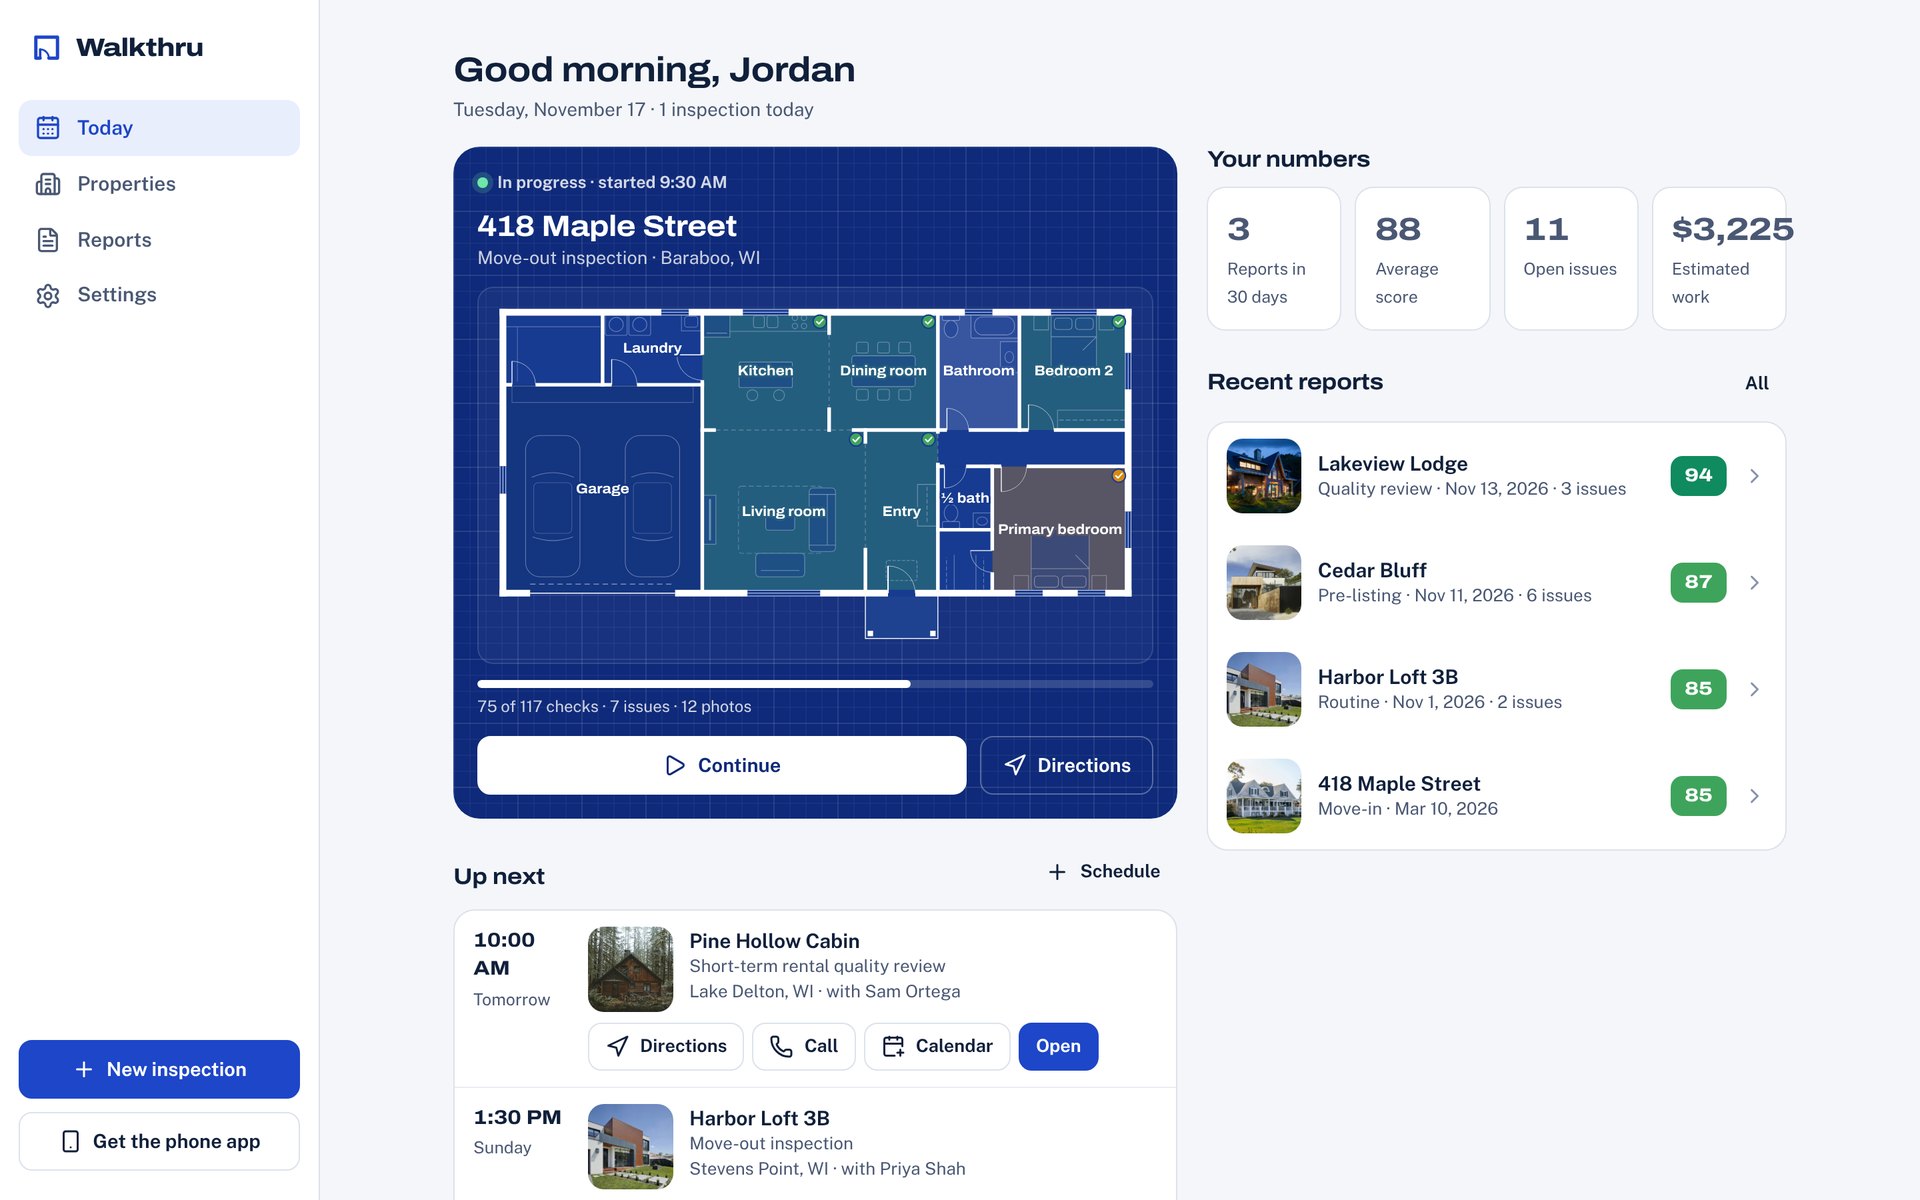 Walkthru
Today
Properties
Reports
Settings
New inspection
Get the phone app
Good morning, Jordan
Tuesday, November 17 · 1 inspection today
In progress · started 9:30 AM
418 Maple Street
Move-out inspection · Baraboo, WI
Laundry
Kitchen
Dining room
Bathroom
Bedroom 2
Garage
Living room
Entry
½ bath
Primary bedroom
75 of 117 checks · 7 issues · 12 photos
Continue
Directions
Up next
Schedule
10:00
AM
Tomorrow
Pine Hollow Cabin
Short-term rental quality review
Lake Delton, WI · with Sam Ortega
Directions
Call
Calendar
Open
1:30 PM
Sunday
Harbor Loft 3B
Move-out inspection
Stevens Point, WI · with Priya Shah
Your numbers
3
Reports in
30 days
88
Average
score
11
Open issues
$3,225
Estimated
work
Recent reports
All
Lakeview Lodge
Quality review · Nov 13, 2026 · 3 issues
94
Cedar Bluff
Pre-listing · Nov 11, 2026 · 6 issues
87
Harbor Loft 3B
Routine · Nov 1, 2026 · 2 issues
85
418 Maple Street
Move-in · Mar 10, 2026
85